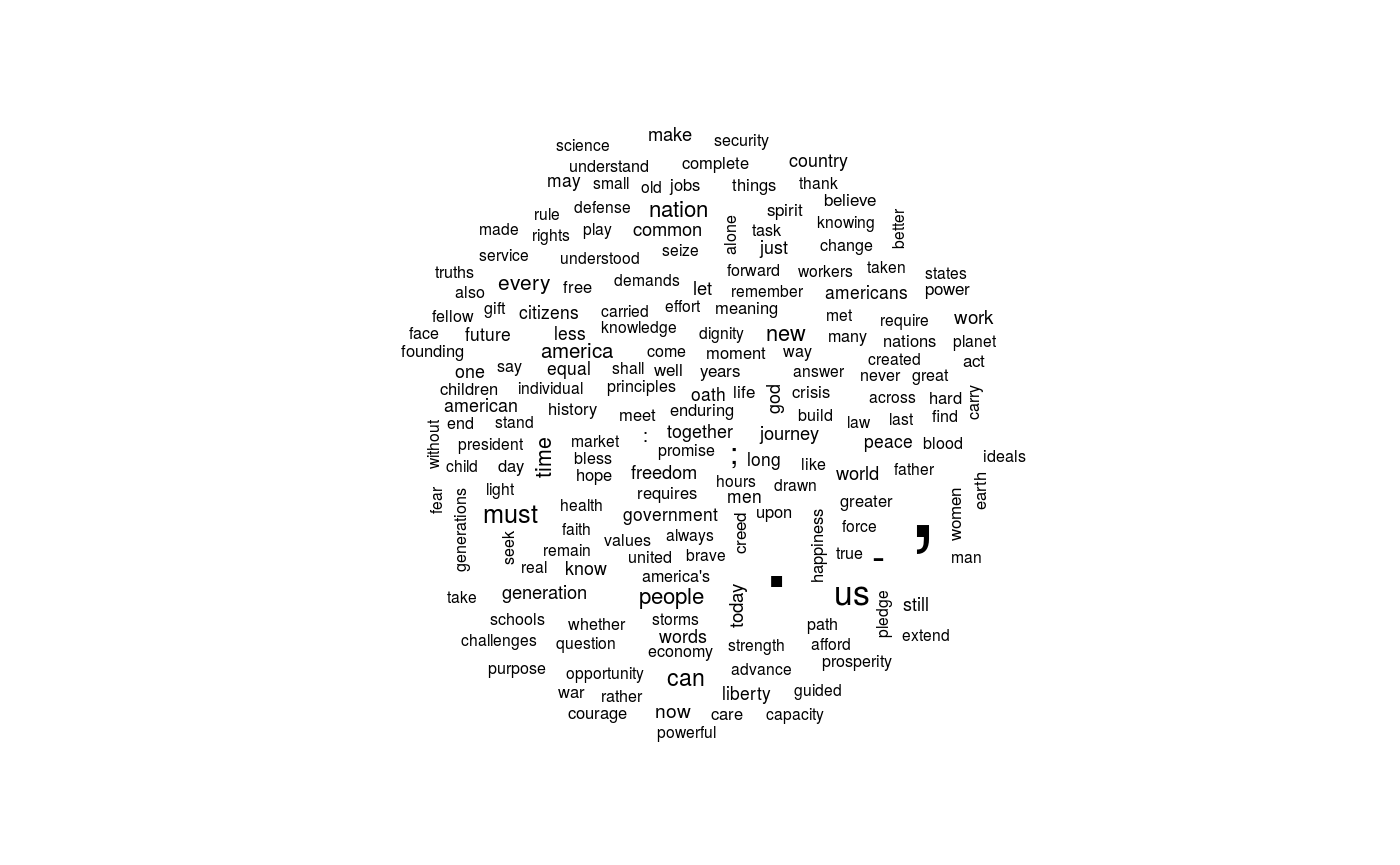 make
science security
understand complete country
may small old jobs things thank
believe
rule defense nation spirit
made rights play common alone task knowing better
service understood seize just change
truths forward workers taken states
also every free demands let remember americans power
fellow gift citizens carried effort meaning met require work
face future less knowledge dignity new many nations planet
founding america come moment way created act
one say equal shall well years answer never great
children individual principles oath life god crisis across hard carry
american history meet enduring build law last find
end stand
without president time market : together journey peace blood
child day bless promise ; long like world father ideals
hope freedom
fear generations light requires hours men drawn greater women earth
must health government creed upon happiness force ,
seek faith values always
remain united brave true - man
real know america's .
take generation people today us pledge still
schools whether storms path
challenges question words strength afford extend
economy
purpose opportunity can advance prosperity
war rather liberty guided
courage now care capacity
powerful